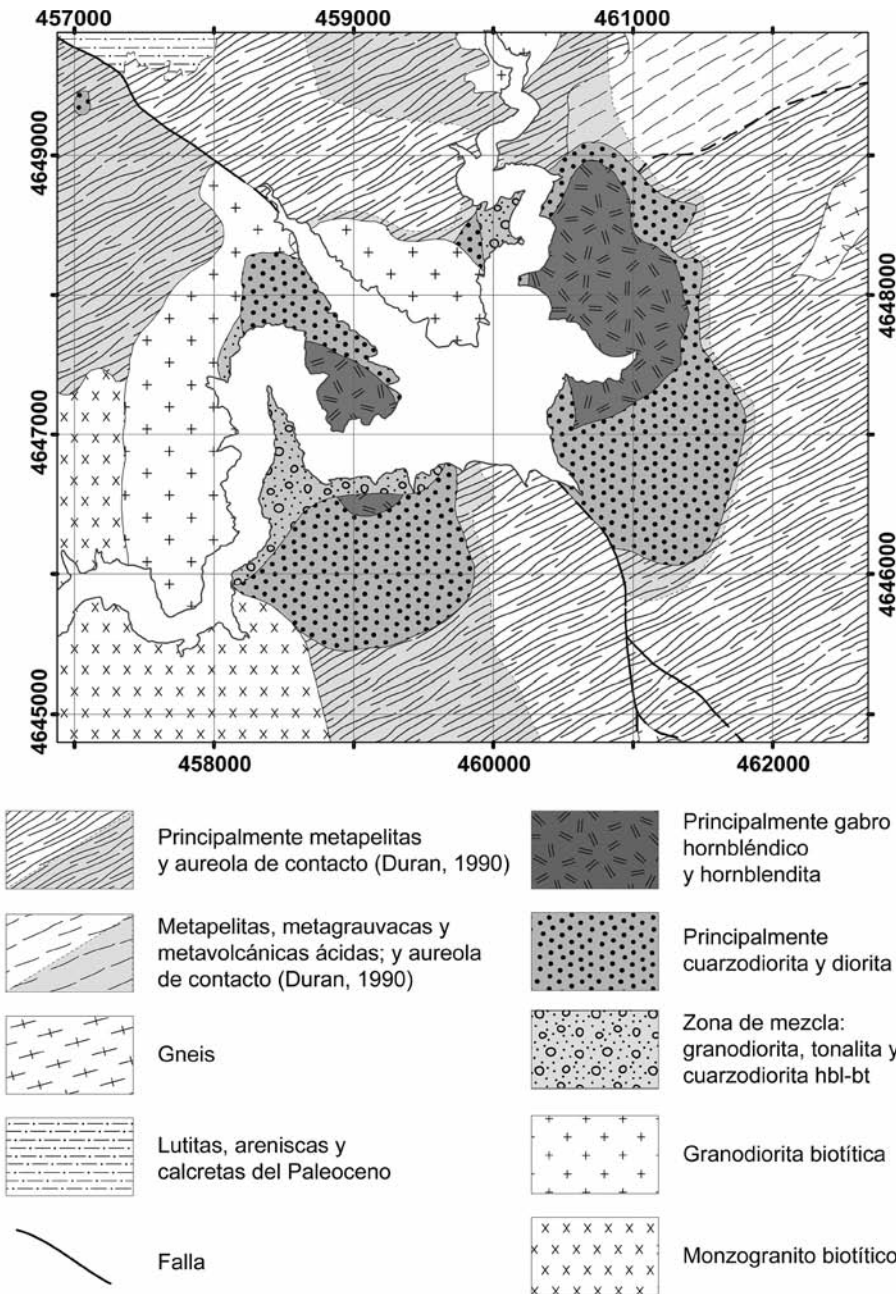 457000
459000
461000
4649000
4647000
4645000
4648000
4646000
458000
460000
462000
Principalmente metapelitas
y aureola de contacto (Duran, 1990)
Metapelitas, metagrauvacas y
metavolcánicas ácidas; y aureola
de contacto (Duran, 1990)
Gneis
Lutitas, areniscas y
calcretas del Paleoceno
Falla
Principalmente gabro
hornbléndico
y hornblendita
Principalmente
cuarzodiorita y diorita
Zona de mezcla:
granodiorita, tonalita y
cuarzodiorita hbl-bt
Granodiorita biotítica
Monzogranito biotítico